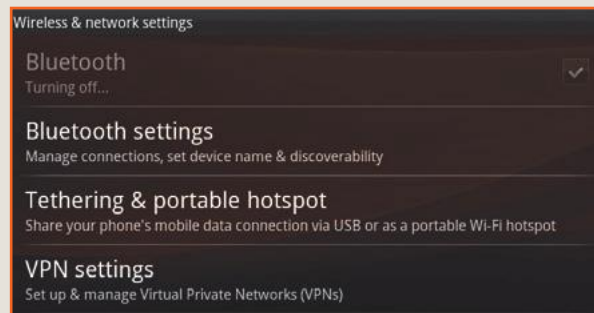 Wireless & network settings
Bluetooth
Turning off...
Bluetooth settings
Manage connections, set device name & discoverability
Tethering & portable hotspot
Share your phone's mobile data connection via USB or as a portable Wi-Fi hotspot
VPN settings
Set up & manage Virtual Private Networks (VPNs)